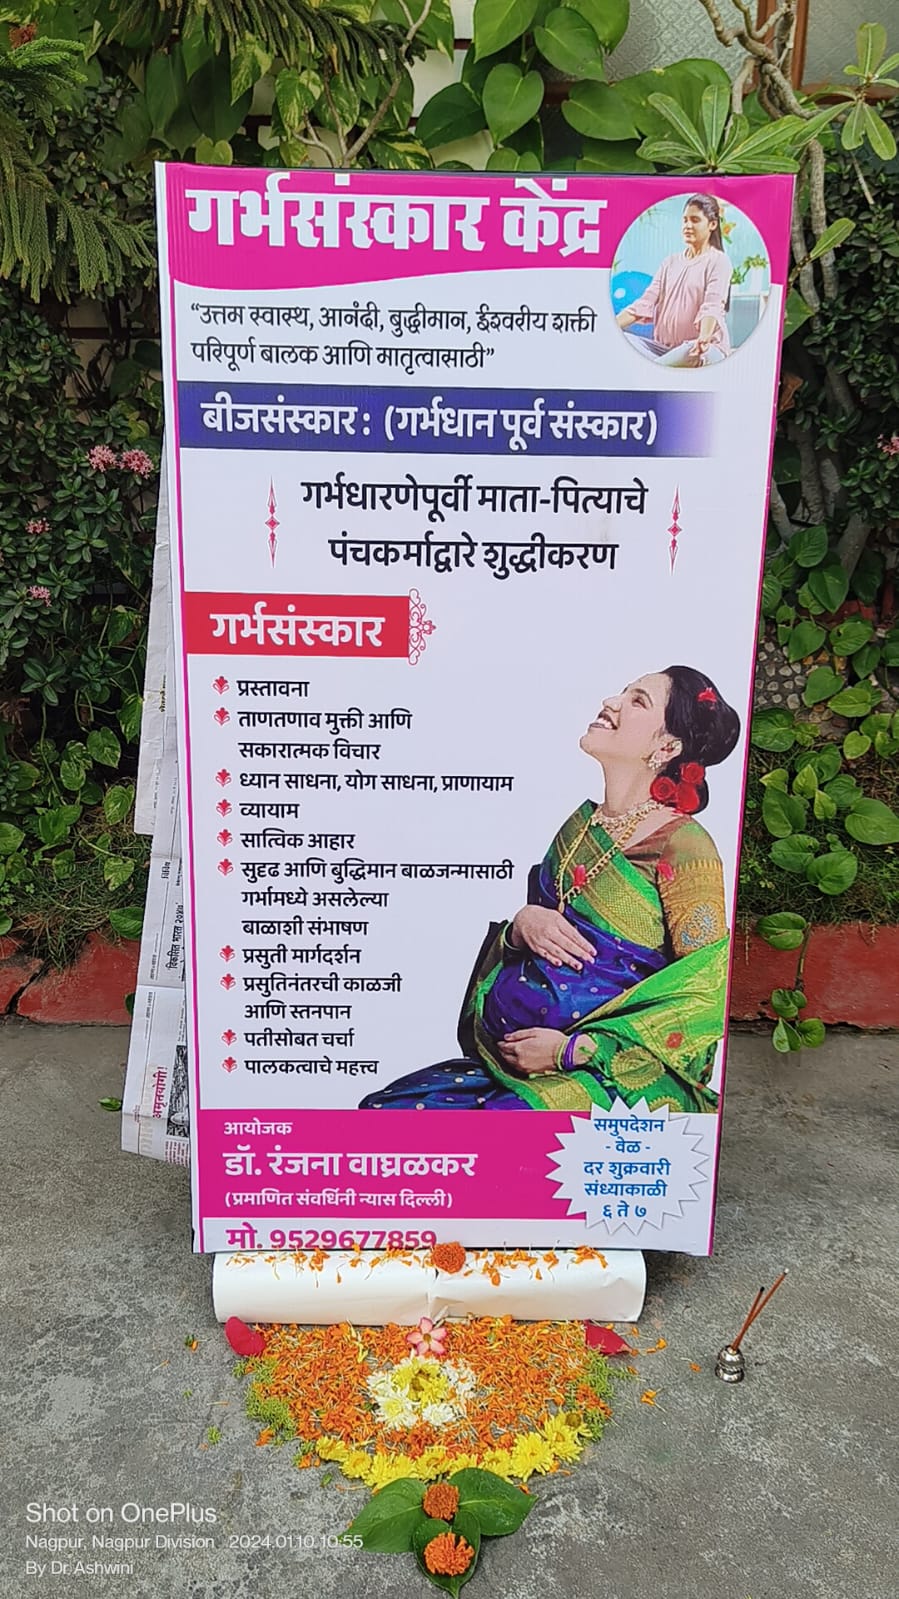 गर्भसंस्कार केंद्र
“उत्तम स्वास्थ, आनंदी, बुद्धीमान, ईश्वरीय शक्ती
परिपूर्ण बालक आणि मातृत्वासाठी”
बीजसंस्कार : (गर्भधान पूर्व संस्कार)
गर्भधारणेपूर्वी माता-पित्याचे
पंचकर्माद्वारे शुद्धीकरण
गर्भसंस्कार
प्रस्तावना
ताणतणाव मुक्ती आणि
सकारात्मक विचार
ध्यान साधना, योग साधना, प्राणायाम
व्यायाम
सात्विक आहार
सुदृढ आणि बुद्धिमान बाळजन्मासाठी
गर्भामध्ये असलेल्या
बाळाशी संभाषण
प्रसुती मार्गदर्शन
प्रसुतिनंतरची काळजी
आणि स्तनपान
पतीसोबत चर्चा
पालकत्वाचे महत्त्व
आयोजक
डॉ. रंजना वाघ्रळकर
(प्रमाणित संवर्धिनी न्यास दिल्ली)
मो. 9529677859
समुपदेशन
- वेळ -
दर शुक्रवारी
संध्याकाळी
६ ते ७
Shot on OnePlus
Nagpur, Nagpur Division 2024.01.10 10:55
By Dr Ashwini